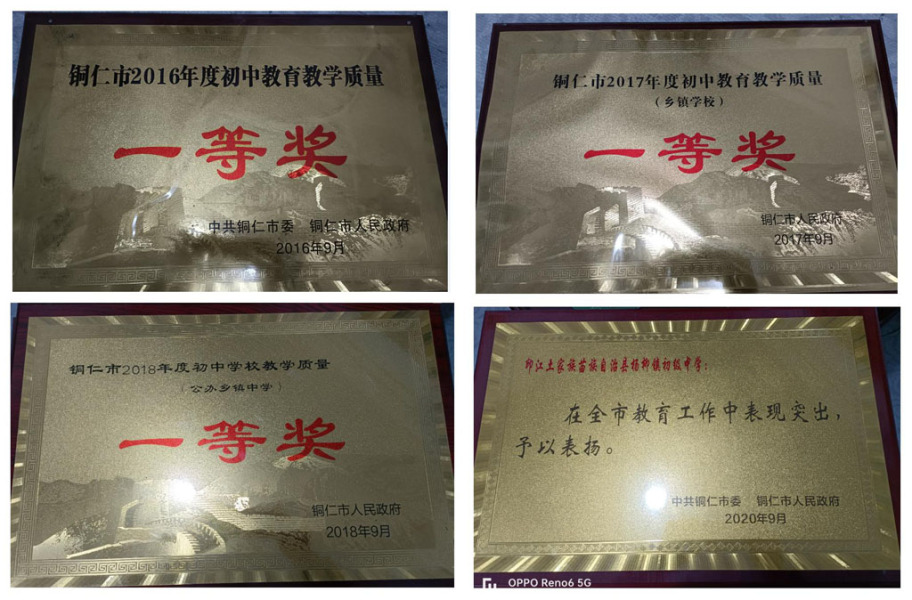 铜仁市2016年度初中教育教学质量
一等奖
中共铜仁市委 铜仁市人民政府
2016年9月
铜仁市2017年度初中教育教学质量
（乡镇学校）
一等奖
铜仁市人民政府
2017年9月
铜仁市2018年度初中学校教学质量
（公办乡镇中学）
一等奖
铜仁市人民政府
2018年9月
印江土家族苗族自治县杨柳镇初级中学：
在全市教育工作中表现突出，
予以表扬。
中共铜仁市委 铜仁市人民政府
2020年9月
OPPO Reno6 5G